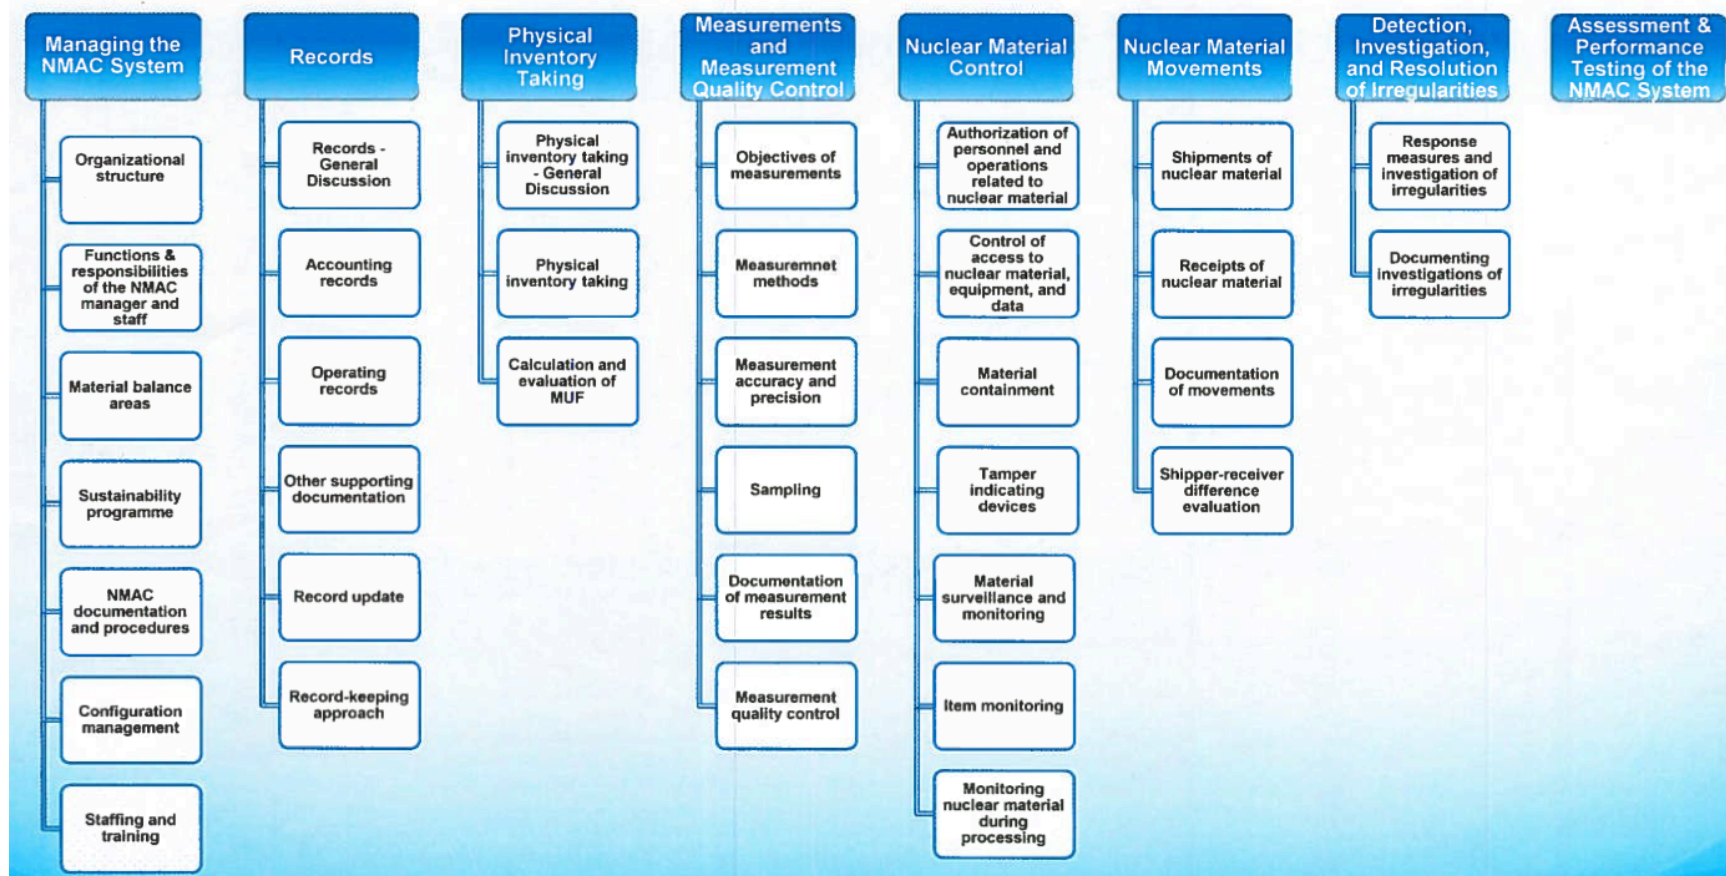 Managing the
NMAC System
Organizational
structure
Functions &
responsibilities
of the NMAC
manager and
staff
Material balance
areas
Sustainability
programme
NMAC
documentation
and procedures
Configuration
management
Staffing and
training
Records
Records -
General
Discussion
Accounting
records
Operating
records
Other supporting
documentation
Record update
Record-keeping
approach
Physical
Inventory
Taking
Physical
inventory taking
- General
Discussion
Physical
inventory taking
Calculation and
evaluation of
MUF
Measurements
and
Measurement
Quality Control
Objectives of
measurements
Measuremnet
methods
Measurement
accuracy and
precision
Sampling
Documentation
of measurement
results
Measurement
quality control
Nuclear Material
Control
Authorization of
personnel and
operations
related to
nuclear material
Control of
access to
nuclear material,
equipment, and
data
Material
containment
Tamper
indicating
devices
Material
surveillance and
monitoring
Item monitoring
Monitoring
nuclear material
during
processing
Nuclear Material
Movements
Shipments of
nuclear material
Receipts of
nuclear material
Documentation
of movements
Shipper-receiver
difference
evaluation
Detection,
Investigation,
and Resolution
of Irregularities
Response
measures and
investigation of
irregularities
Documenting
investigations of
irregularities
Assessment &
Performance
Testing of the
NMAC System